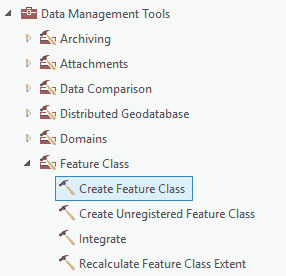 Data Management Tools
Archiving
Attachments
Data Comparison
Distributed Geodatabase
Domains
Feature Class
Create Feature Class
Create Unregistered Feature Class
Integrate
Recalculate Feature Class Extent